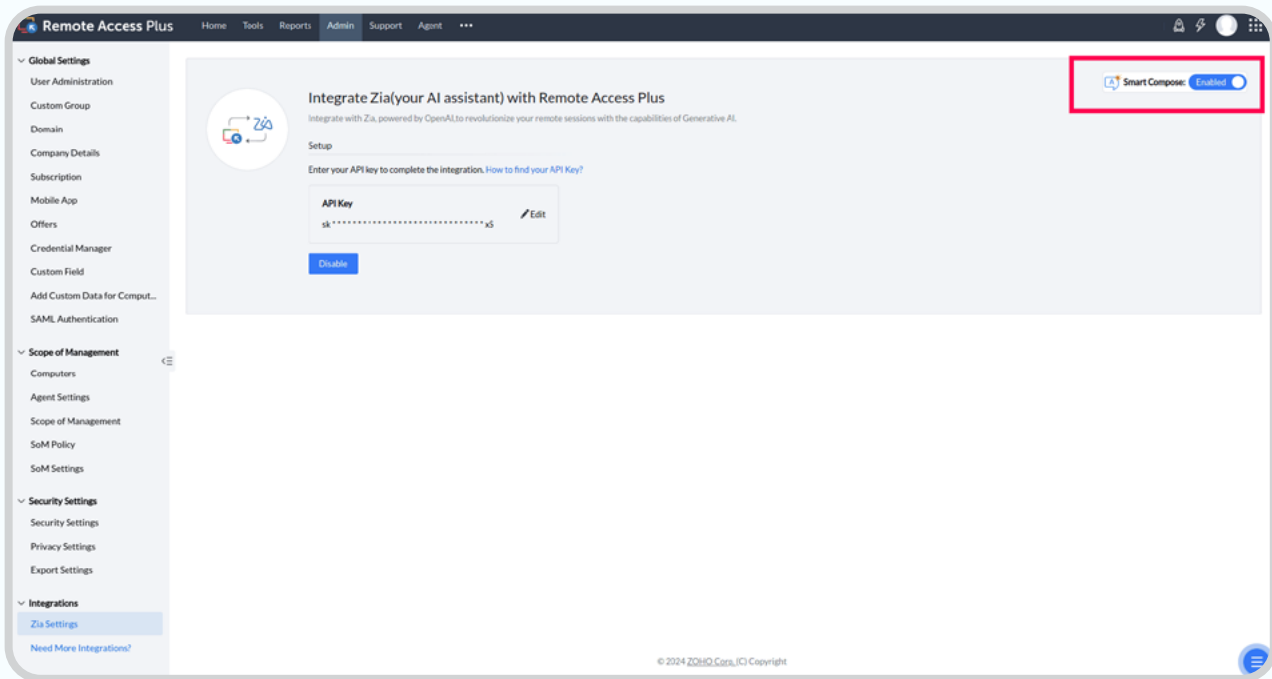 Remote Access Plus
Home Tools Reports Admin Support Agent •••
Global Settings
User Administration
Custom Group
Domain
Company Details
Subscription
Mobile App
Offers
Credential Manager
Custom Field
Add Custom Data for Comput...
SAML Authentication
Scope of Management
Computers
Agent Settings
Scope of Management
SoM Policy
SoM Settings
Security Settings
Security Settings
Privacy Settings
Export Settings
Integrations
Zia Settings
Need More Integrations?
Smart Compose: Enabled
Zia
Integrate Zia(your AI assistant) with Remote Access Plus
Integrate with Zia, powered by OpenAI,to revolutionize your remote sessions with the capabilities of Generative AI.
Setup
Enter your API key to complete the integration. How to find your API Key?
API Key
sk******************************x5
Edit
Disable
© 2024 ZOHO Corp. (C) Copyright